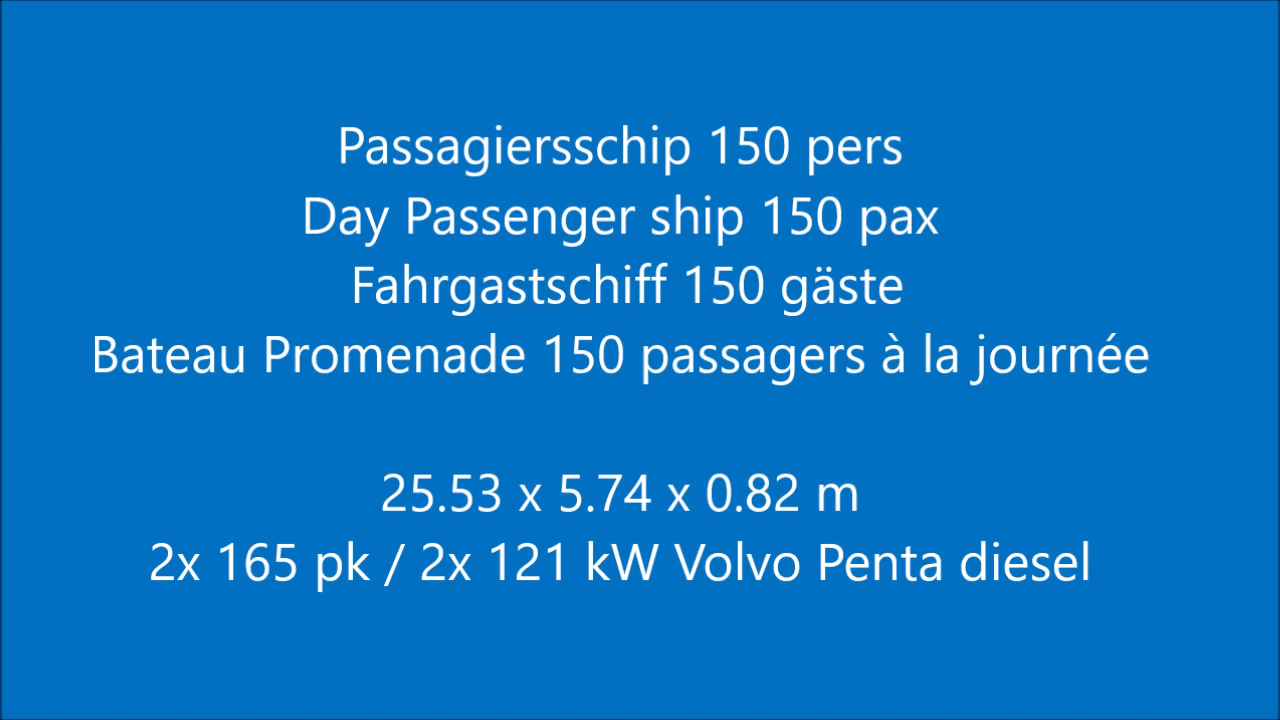 Passagiersschip 150 pers
Day Passenger ship 150 pax
Fahrgastschiff 150 gäste
Bateau Promenade 150 passagers à la journée
25.53 x 5.74 x 0.82 m
2x 165 pk / 2x 121 kW Volvo Penta diesel